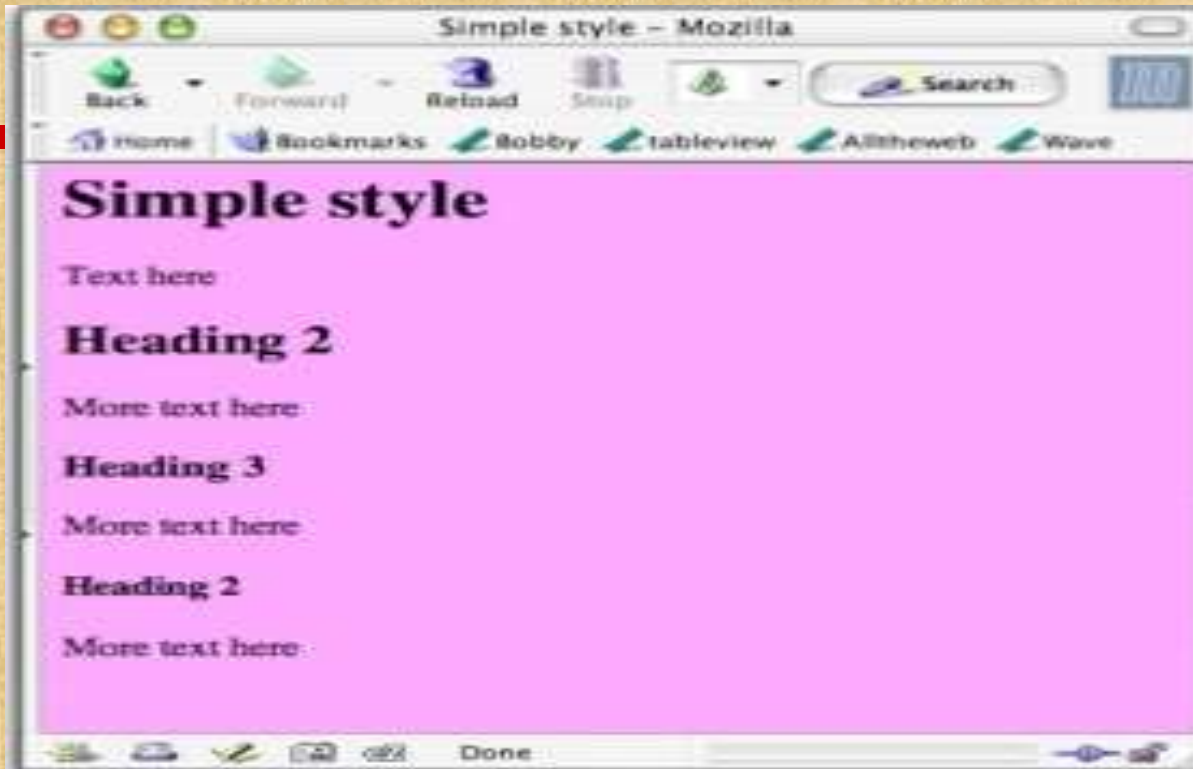 Simple style - Mozilla
Back Forward Reload Stop Search
Home Bookmarks Bobby tableview Alltheweb Wave
Simple style
Text here
Heading 2
More text here
Heading 3
More text here
Heading 2
More text here
Done